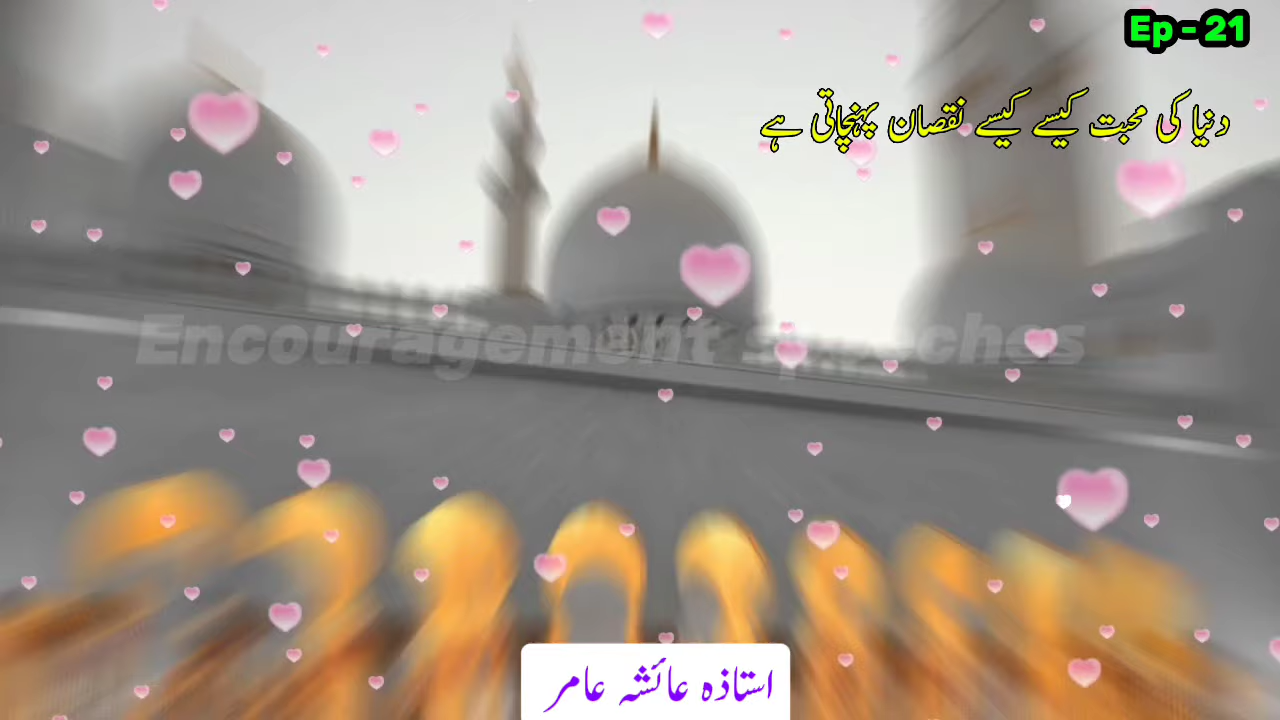 Ep - 21
دنیا کی محبت کیسے کیسے نقصان پہنچاتی ہے
Encouragement speeches
استاذہ عائشہ عامر